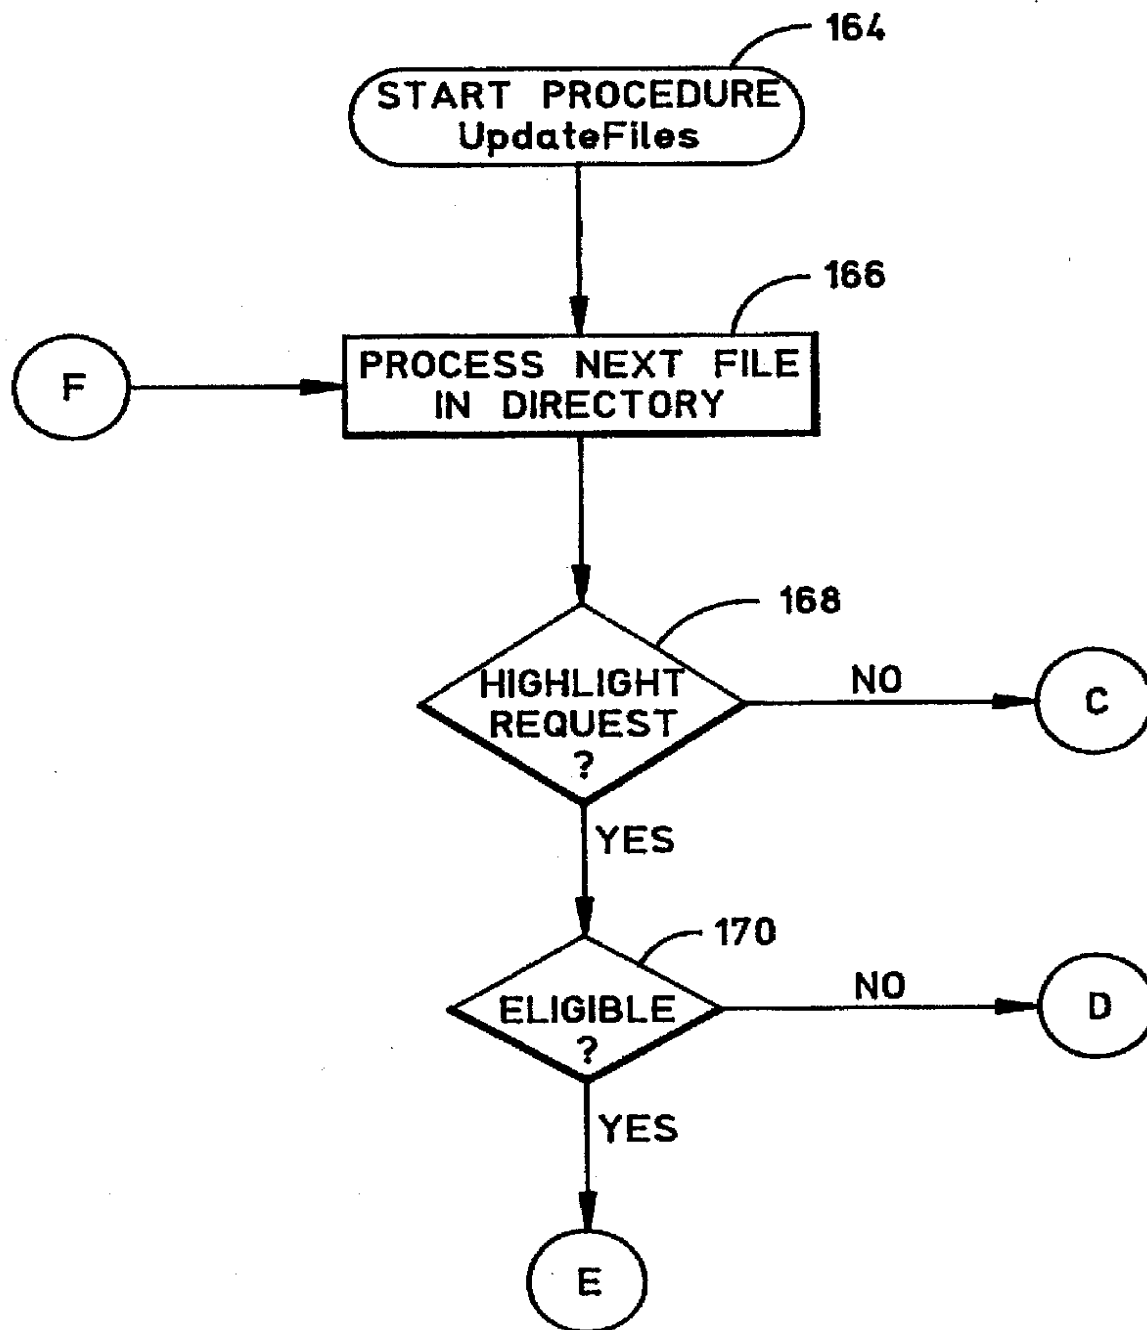 164
START PROCEDURE
UpdateFiles
166
F
PROCESS NEXT FILE
IN DIRECTORY
168
HIGHLIGHT
REQUEST
?
NO
C
YES
170
ELIGIBLE
?
NO
D
YES
E